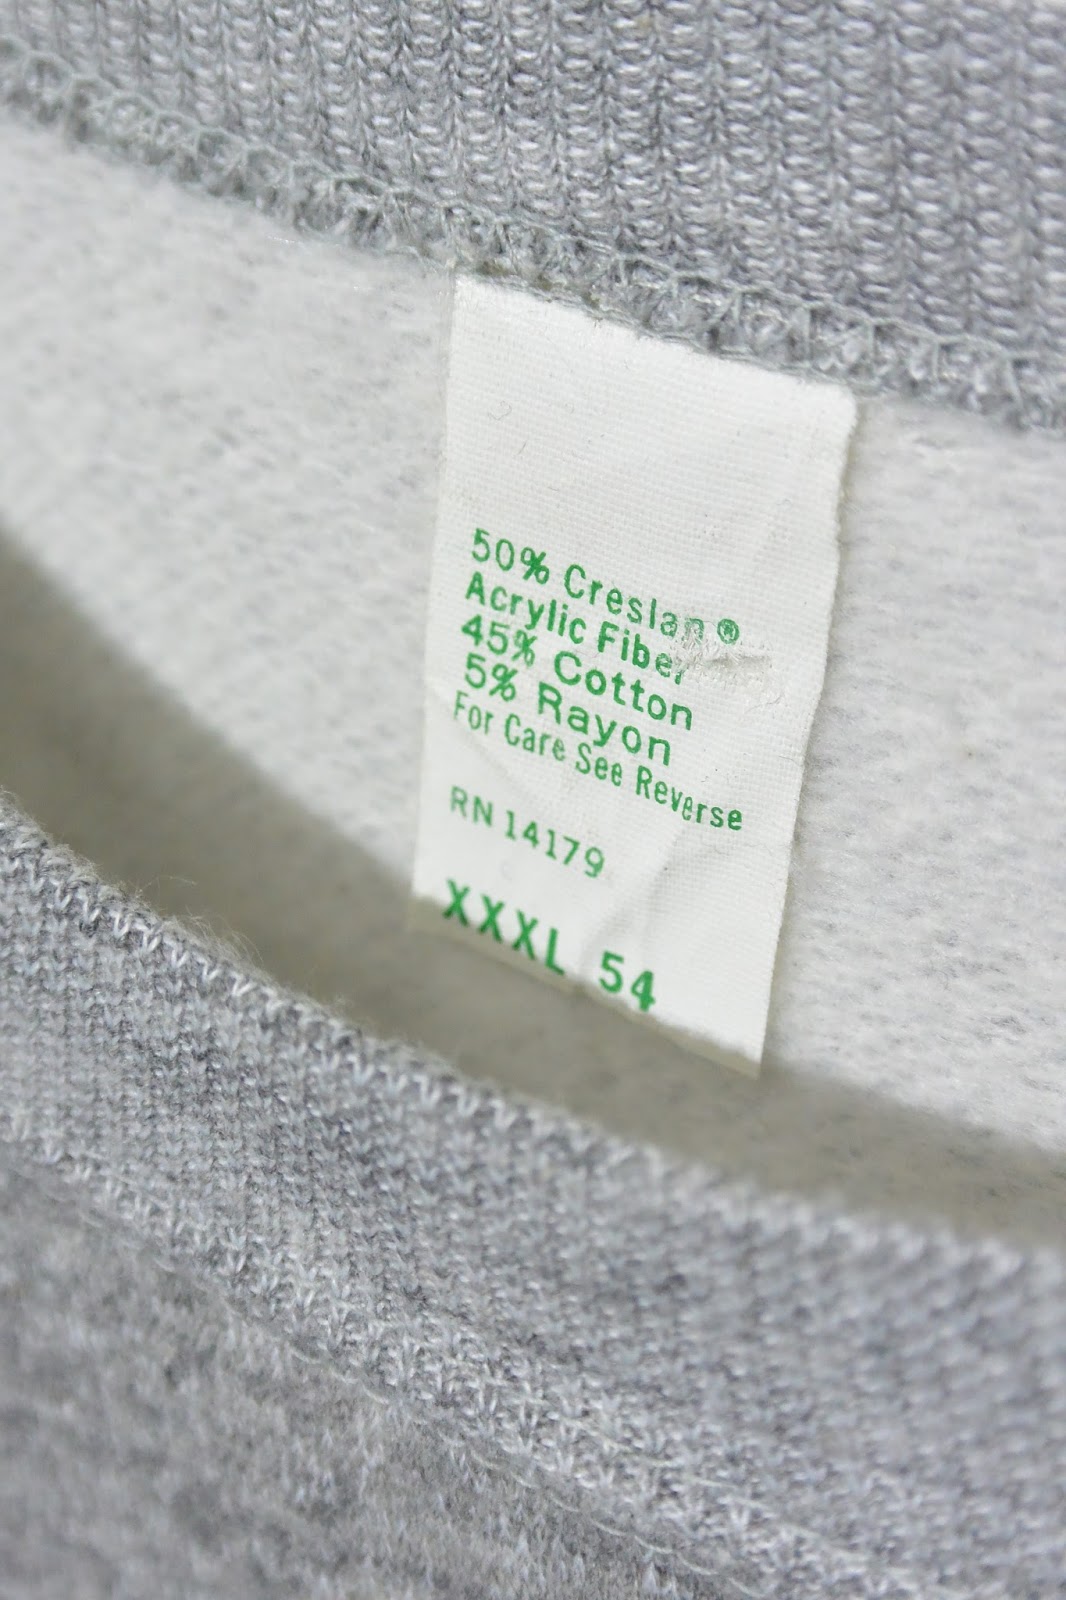 50% Creslan®
Acrylic Fiber
45% Cotton
5% Rayon
For Care See Reverse
RN 14179
XXXL 54